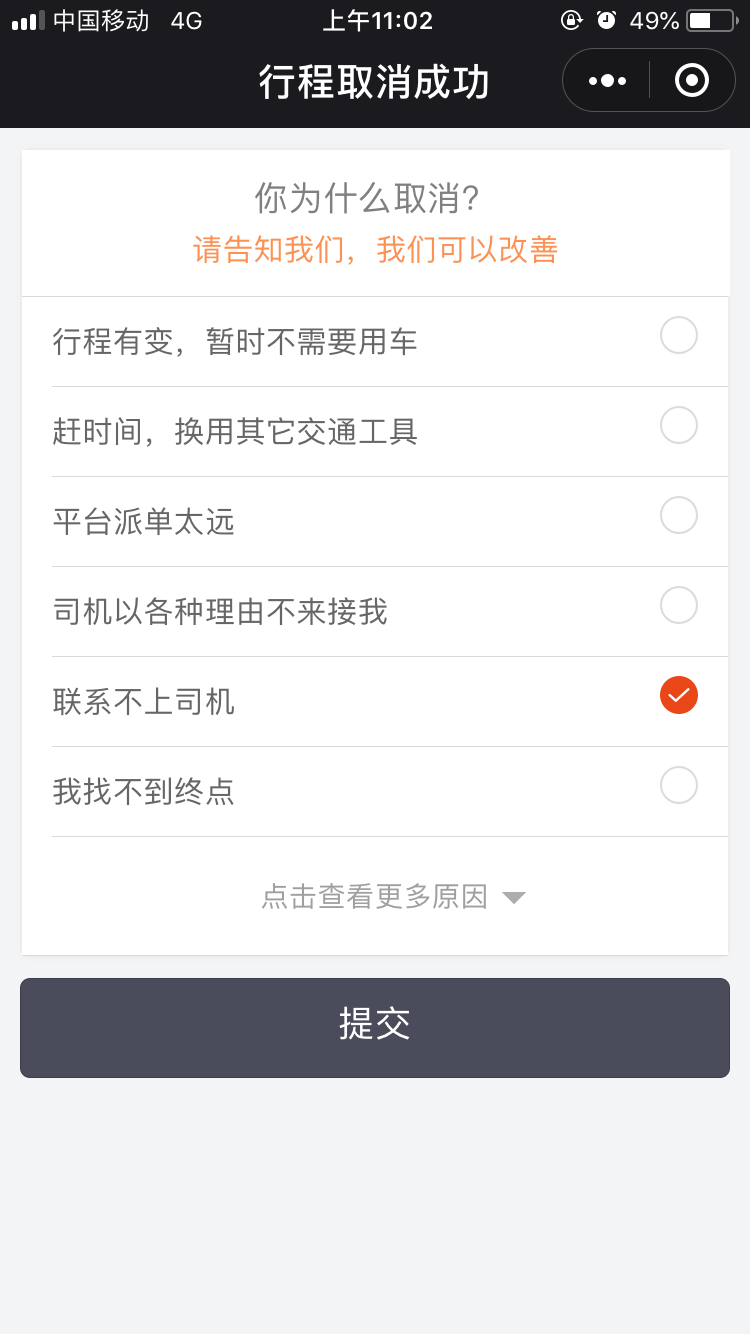 中国移动 4G 上午11:02 49%
行程取消成功
你为什么取消?
请告知我们，我们可以改善
行程有变，暂时不需要用车
赶时间，换用其它交通工具
平台派单太远
司机以各种理由不来接我
联系不上司机
我找不到终点
点击查看更多原因
提交